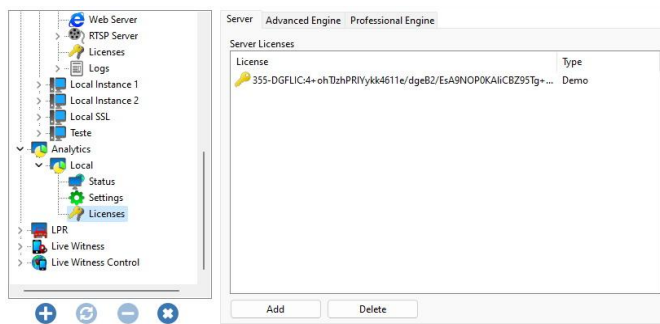 Web Server
RTSP Server
Licenses
Logs
Local Instance 1
Local Instance 2
Local SSL
Teste
Analytics
Local
Status
Settings
Licenses
LPR
Live Witness
Live Witness Control
Server Advanced Engine Professional Engine
Server Licenses
License Type
355-DGFLIC:4+ohTJzhPRIYykk4611e/dgeB2/EsA9NOP0KAliCBZ95Tg+... Demo
Add Delete